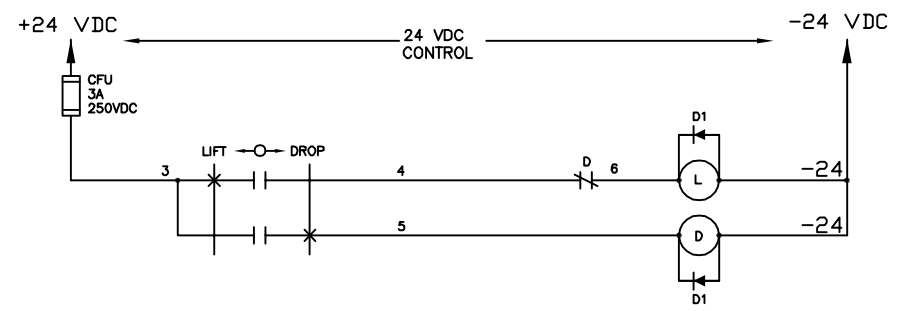 +24 VDC
24 VDC
CONTROL
-24 VDC
CFU
3A
250VDC
LIFT
DROP
3
4
D
6
D1
L
-24
5
D
-24
D1